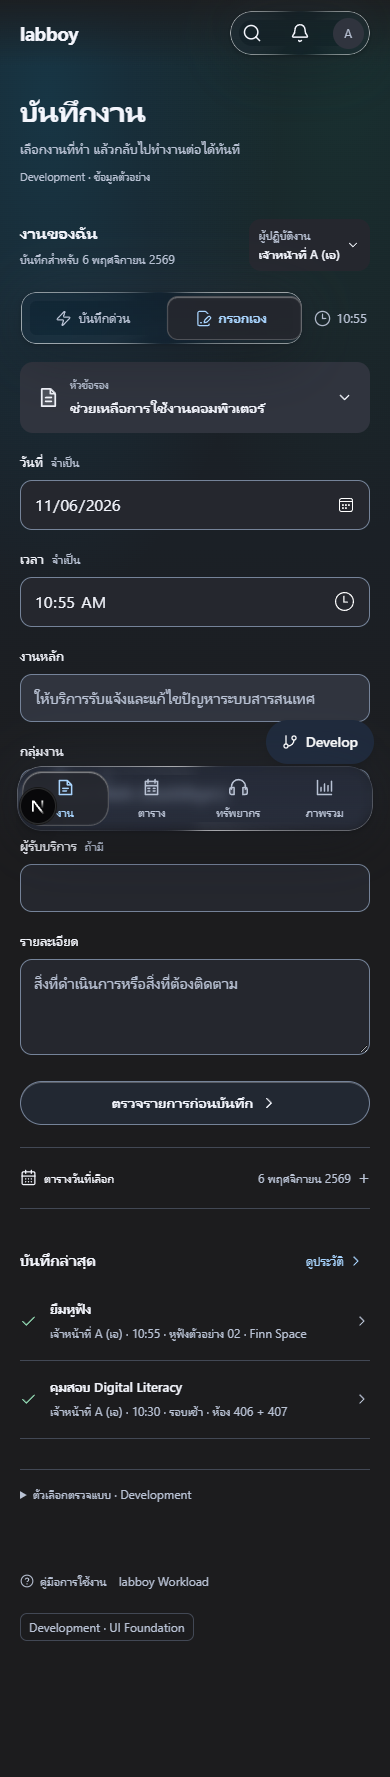 labboy
A
บันทึกงาน
เลือกงานที่ทำ แล้วกลับไปทำงานต่อได้ทันที
Development · ข้อมูลตัวอย่าง
งานของฉัน
บันทึกสำหรับ 6 พฤศจิกายน 2569
ผู้ปฏิบัติงาน
เจ้าหน้าที่ A (เอ)
บันทึกด่วน
กรอกเอง
10:55
หัวข้อรอง
ช่วยเหลือการใช้งานคอมพิวเตอร์
วันที่ จำเป็น
11/06/2026
เวลา จำเป็น
10:55 AM
งานหลัก
ให้บริการรับแจ้งและแก้ไขปัญหาระบบสารสนเทศ
กลุ่มงาน
Develop
N
งาน
ตาราง
ทรัพยากร
ภาพรวม
ผู้รับบริการ ถ้ามี
รายละเอียด
สิ่งที่ดำเนินการหรือสิ่งที่ต้องติดตาม
ตรวจรายการก่อนบันทึก
ตารางวันที่เลือก
6 พฤศจิกายน 2569 +
บันทึกล่าสุด
ดูประวัติ
ยืมหูฟัง
เจ้าหน้าที่ A (เอ) · 10:55 · หูฟังตัวอย่าง 02 · Finn Space
คุมสอบ Digital Literacy
เจ้าหน้าที่ A (เอ) · 10:30 · รอบเช้า · ห้อง 406 + 407
ตัวเลือกตรวจแบบ · Development
คู่มือการใช้งาน labboy Workload
Development · UI Foundation